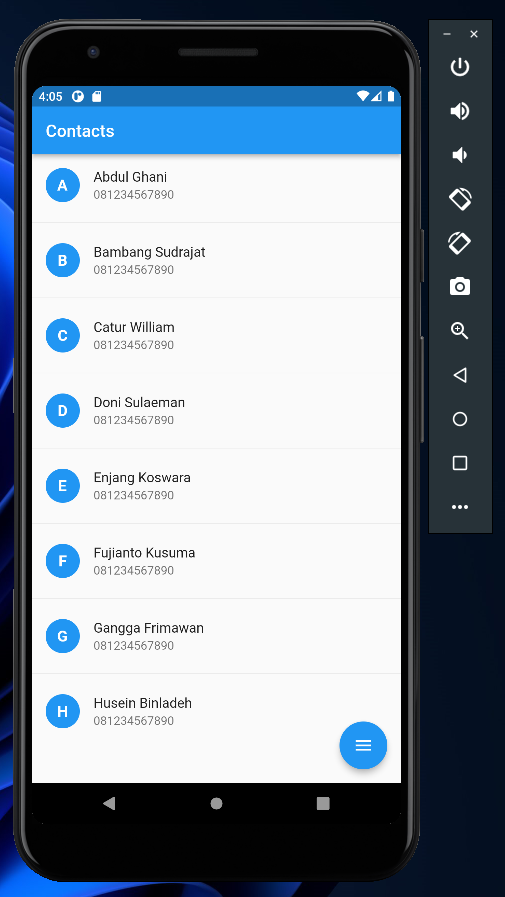 4:05
Contacts
A
Abdul Ghani
081234567890
B
Bambang Sudrajat
081234567890
C
Catur William
081234567890
D
Doni Sulaeman
081234567890
E
Enjang Koswara
081234567890
F
Fujianto Kusuma
081234567890
G
Gangga Frimawan
081234567890
H
Husein Binladeh
081234567890